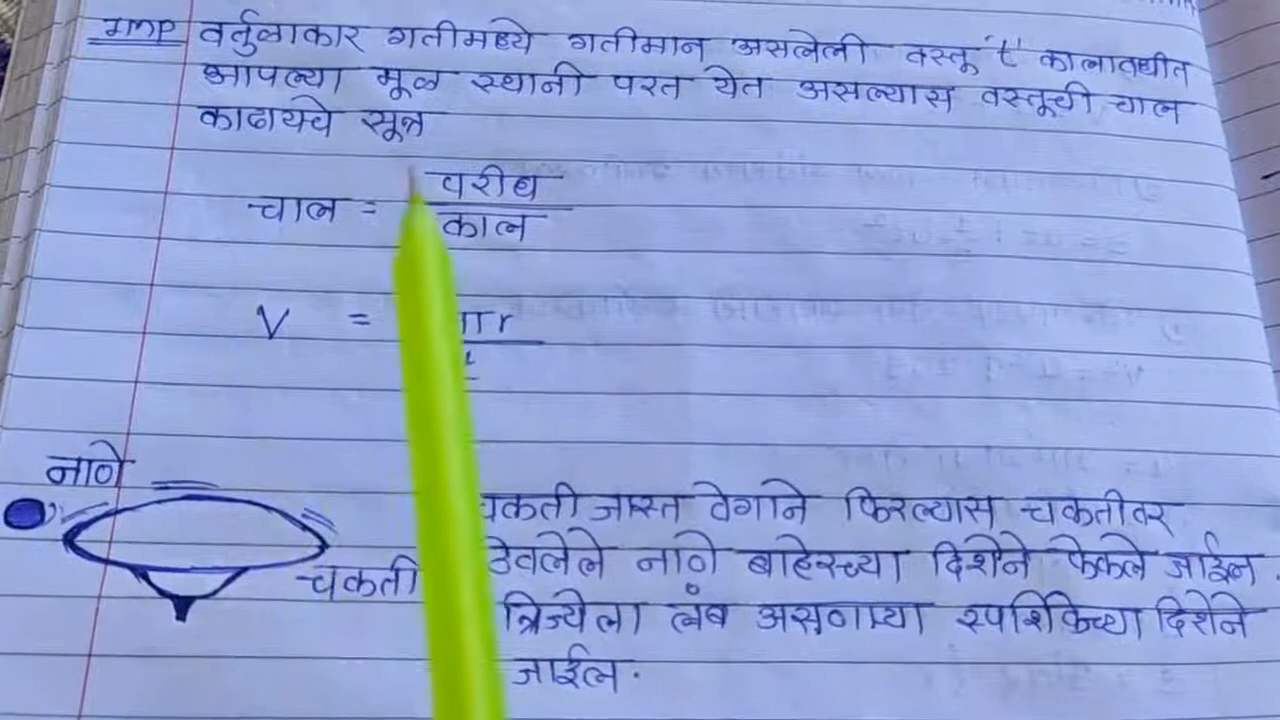 Imp वर्तुळाकार गतीमध्ये गतीमान असलेली वस्तू 't' कालावधीत
आपल्या मूळ स्थानी परत येत असल्यास वस्तूची चाल
काढायचे सूत्र
चाल = परीघ
काल
V = πr
t
नाणे
चकती
चकती जास्त वेगाने फिरल्यास चकतीवर
ठेवलेले नाणे बाहेरच्या दिशेने फेकले जाईल.
त्रिज्येला लंब असणाऱ्या स्पर्शिकेच्या दिशेने
जाईल.